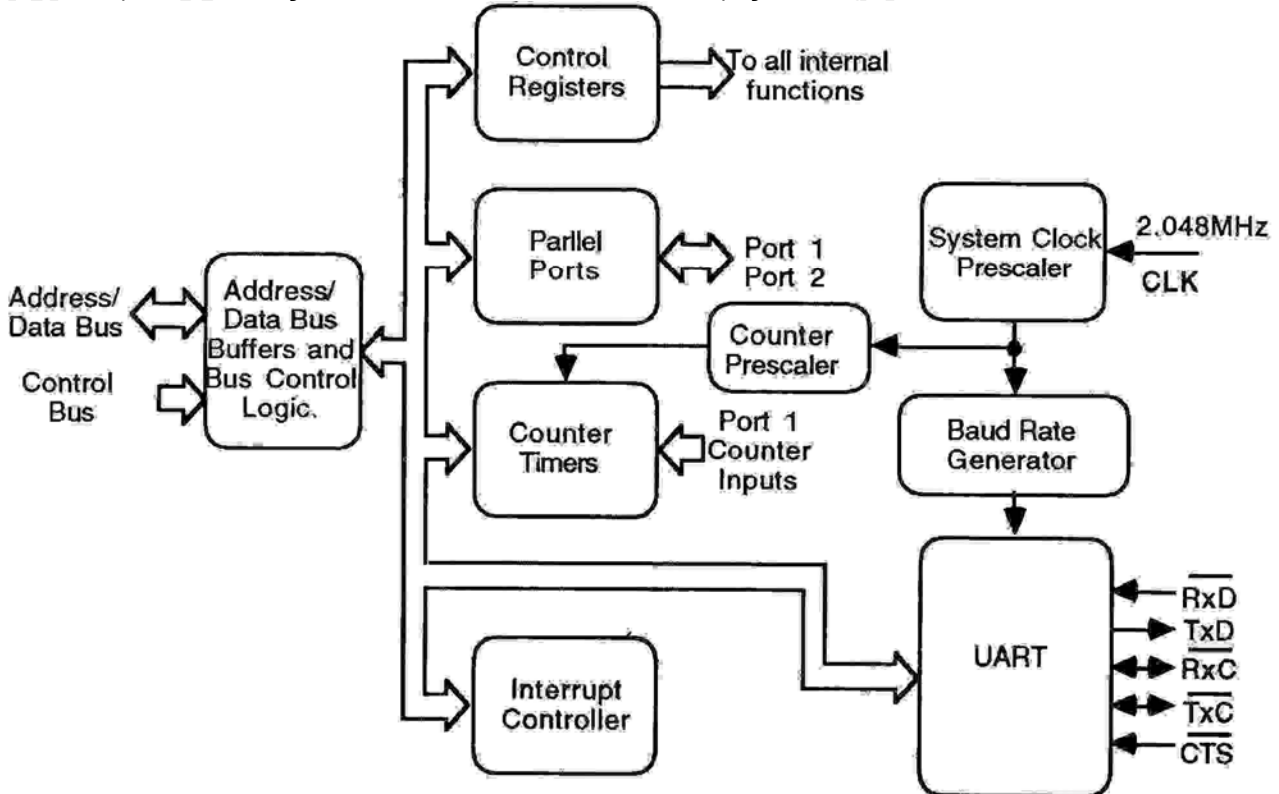 Control
Registers
To all internal
functions
Parllel
Ports
Port 1
Port 2
System Clock
Prescaler
2.048MHz
CLK
Address/
Data Bus
Control
Bus
Address/
Data Bus
Buffers and
Bus Control
Logic.
Counter
Prescaler
Counter
Timers
Port 1
Counter
Inputs
Baud Rate
Generator
UART
RxD
TxD
RxC
TxC
CTS
Interrupt
Controller